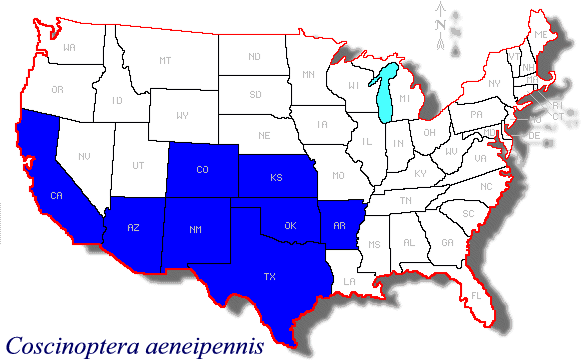 N
WA
MT
ND
MN
ME
VT
NH
OR
ID
SD
WI
MI
NY
MA
WY
RI
CT
IA
PA
NJ
NE
OH
MD
DE
NV
UT
CO
IL
IN
WV
VA
KS
MO
KY
CA
NC
TN
AZ
NM
OK
AR
SC
MS
AL
GA
TX
LA
FL
Coscinoptera aeneipennis